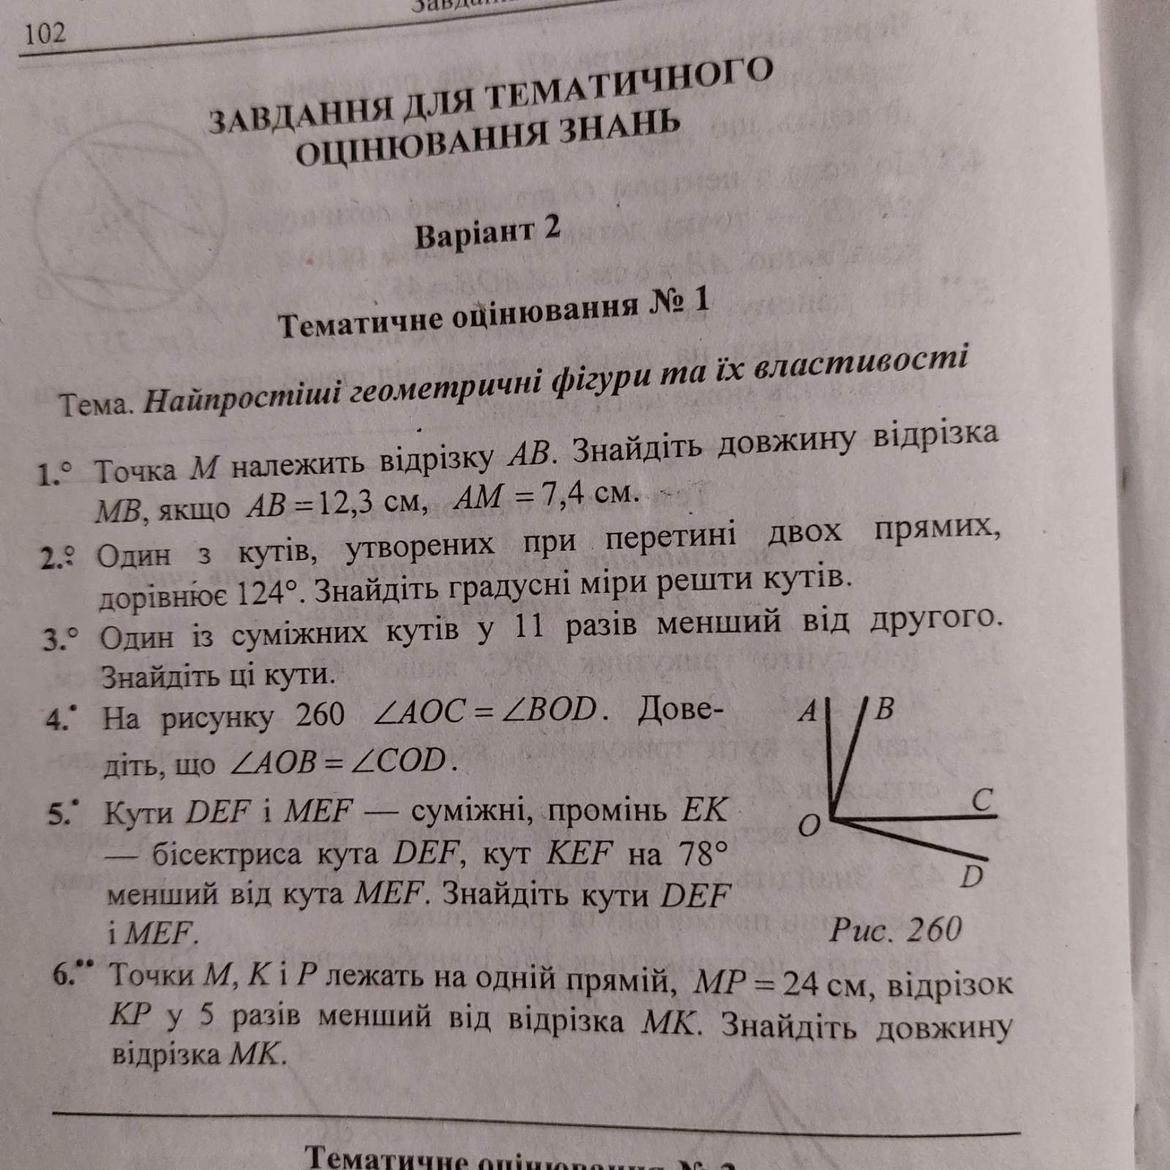 102
ЗАВДАННЯ ДЛЯ ТЕМАТИЧНОГО
ОЦІНЮВАННЯ ЗНАНЬ
Варіант 2
Тематичне оцінювання № 1
Тема. Найпростіші геометричні фігури та їх властивості
1.° Точка M належить відрізку AB. Знайдіть довжину відрізка
MB, якщо AB = 12,3 см, AM = 7,4 см.
2.° Один з кутів, утворених при перетині двох прямих,
дорівнює 124°. Знайдіть градусні міри решти кутів.
3.° Один із суміжних кутів у 11 разів менший від другого.
Знайдіть ці кути.
4.• На рисунку 260 ∠AOC = ∠BOD. Дове-
діть, що ∠AOB = ∠COD.
5.• Кути DEF і MEF — суміжні, промінь EK
— бісектриса кута DEF, кут KEF на 78°
менший від кута MEF. Знайдіть кути DEF
і MEF.
A
B
C
O
D
Рис. 260
6.•• Точки M, K і P лежать на одній прямій, MP = 24 см, відрізок
KP у 5 разів менший від відрізка MK. Знайдіть довжину
відрізка MK.
Тематичне оцінювання №